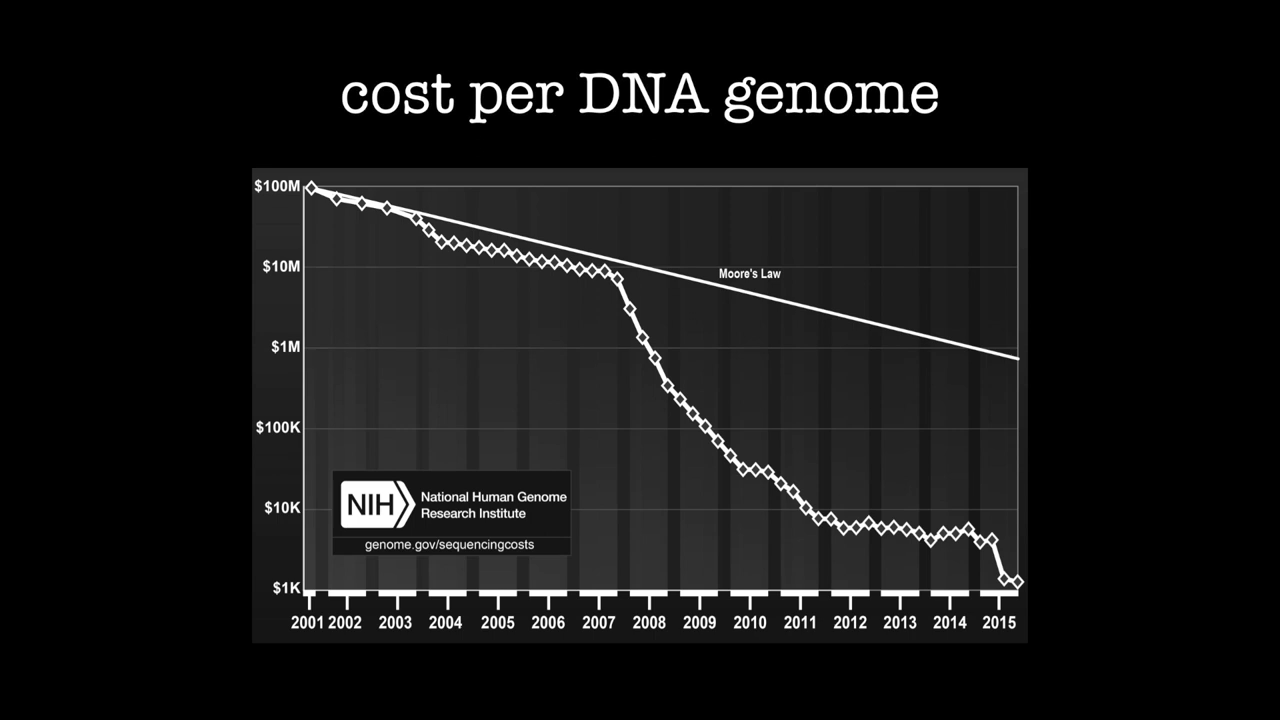 cost per DNA genome
$100M
$10M
$1M
$100K
$10K
$1K
Moore's Law
NIH
National Human Genome
Research Institute
genome.gov/sequencingcosts
2001 2002 2003 2004 2005 2006 2007 2008 2009 2010 2011 2012 2013 2014 2015